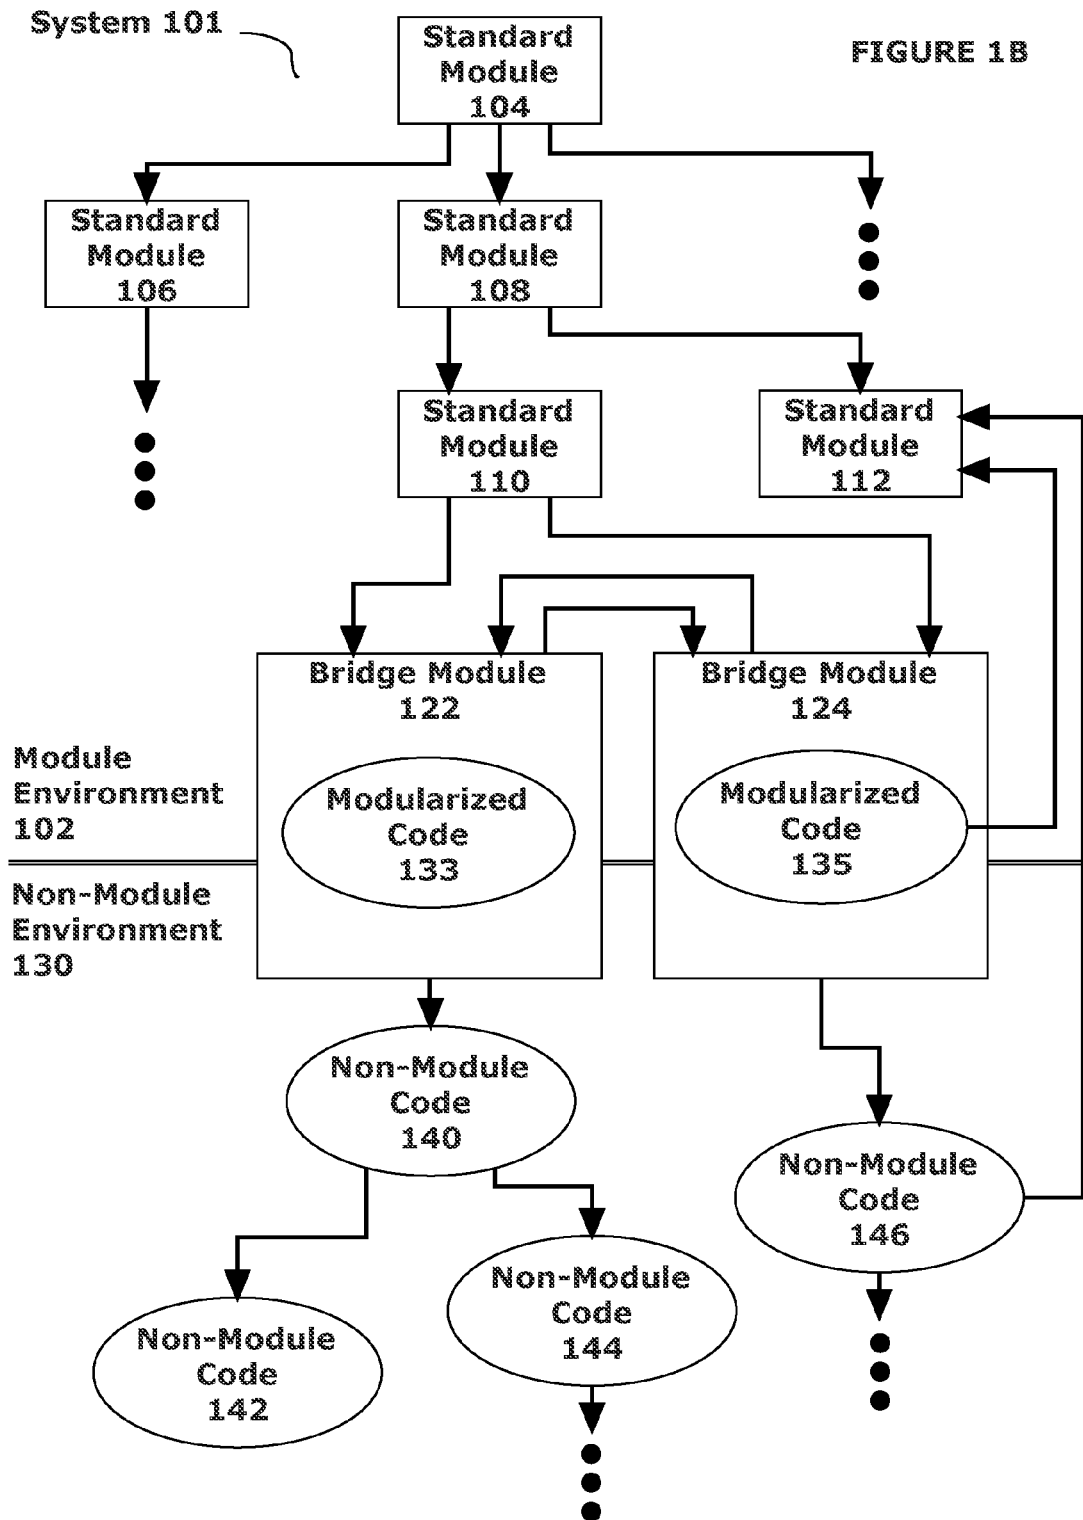 System 101
FIGURE 1B
Standard
Module
104
Standard
Module
106
Standard
Module
108
Standard
Module
110
Standard
Module
112
Bridge Module
122
Bridge Module
124
Module
Environment
102
Modularized
Code
133
Modularized
Code
135
Non-Module
Environment
130
Non-Module
Code
140
Non-Module
Code
146
Non-Module
Code
144
Non-Module
Code
142